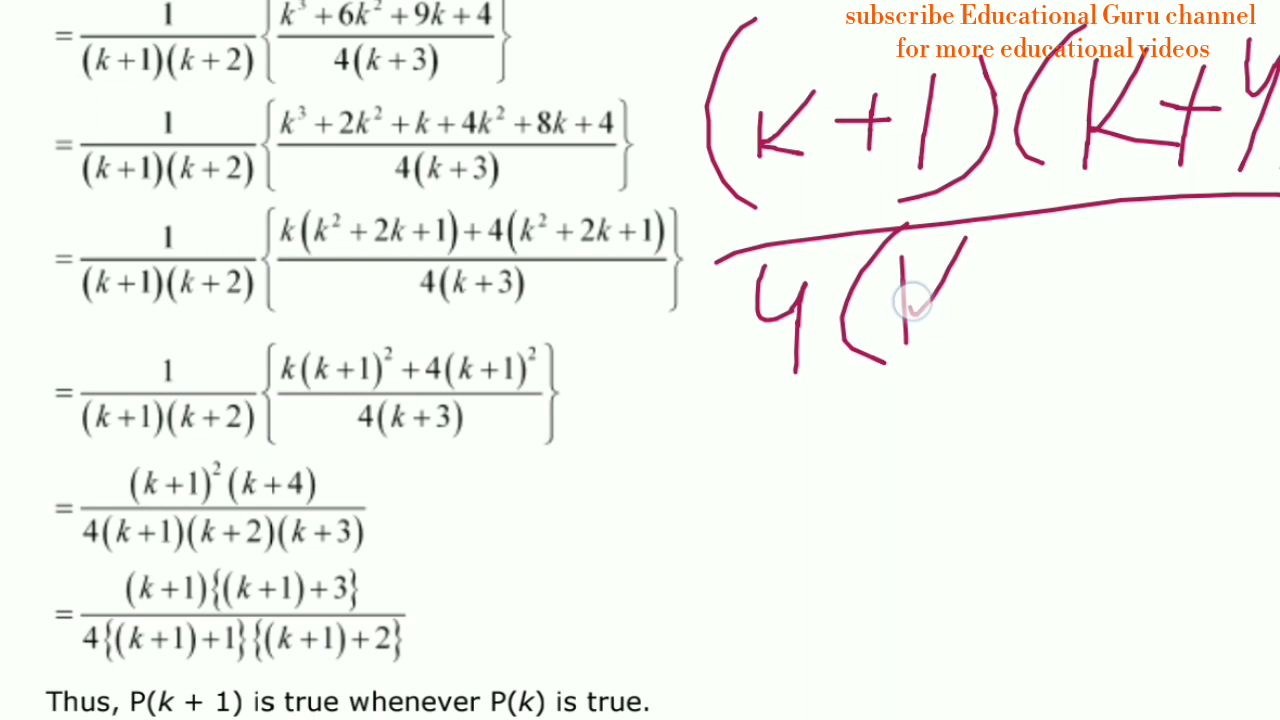 subscribe Educational Guru channel
for more educational videos
= 1/((k+1)(k+2)) {(k³+6k²+9k+4)/(4(k+3))}
= 1/((k+1)(k+2)) {(k³+2k²+k+4k²+8k+4)/(4(k+3))}
= 1/((k+1)(k+2)) {(k(k²+2k+1)+4(k²+2k+1))/(4(k+3))}
= 1/((k+1)(k+2)) {(k(k+1)²+4(k+1)²)/(4(k+3))}
= ((k+1)²(k+4))/(4(k+1)(k+2)(k+3))
= ((k+1){(k+1)+3})/(4{(k+1)+1}{(k+1)+2})
Thus, P(k + 1) is true whenever P(k) is true.
(k+1)(k+4
4(k